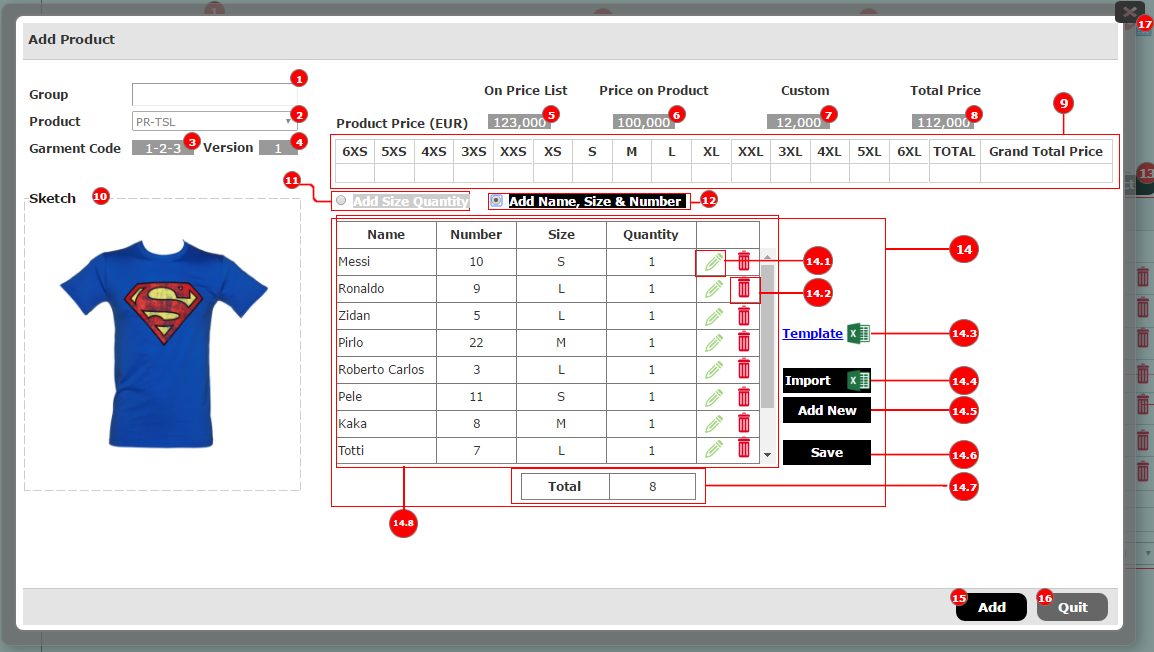 17
Add Product
Group 1
Product PR-TSL 2
Garment Code 1-2-3 3 Version 1 4
On Price List Price on Product Custom Total Price
Product Price (EUR) 123,000 5 100,000 6 12,000 7 112,000 8
9
6XS 5XS 4XS 3XS XXS XS S M L XL XXL 3XL 4XL 5XL 6XL TOTAL Grand Total Price
11 Add Size Quantity Add Name, Size & Number 12
13
Sketch 10
S
Name Number Size Quantity
Messi 10 S 1
Ronaldo 9 L 1
Zidan 5 L 1
Pirlo 22 M 1
Roberto Carlos 3 L 1
Pele 11 S 1
Kaka 8 M 1
Totti 7 L 1
Total 8
14
14.1
14.2
Template 14.3
Import 14.4
Add New 14.5
Save 14.6
14.7
14.8
15 Add 16 Quit